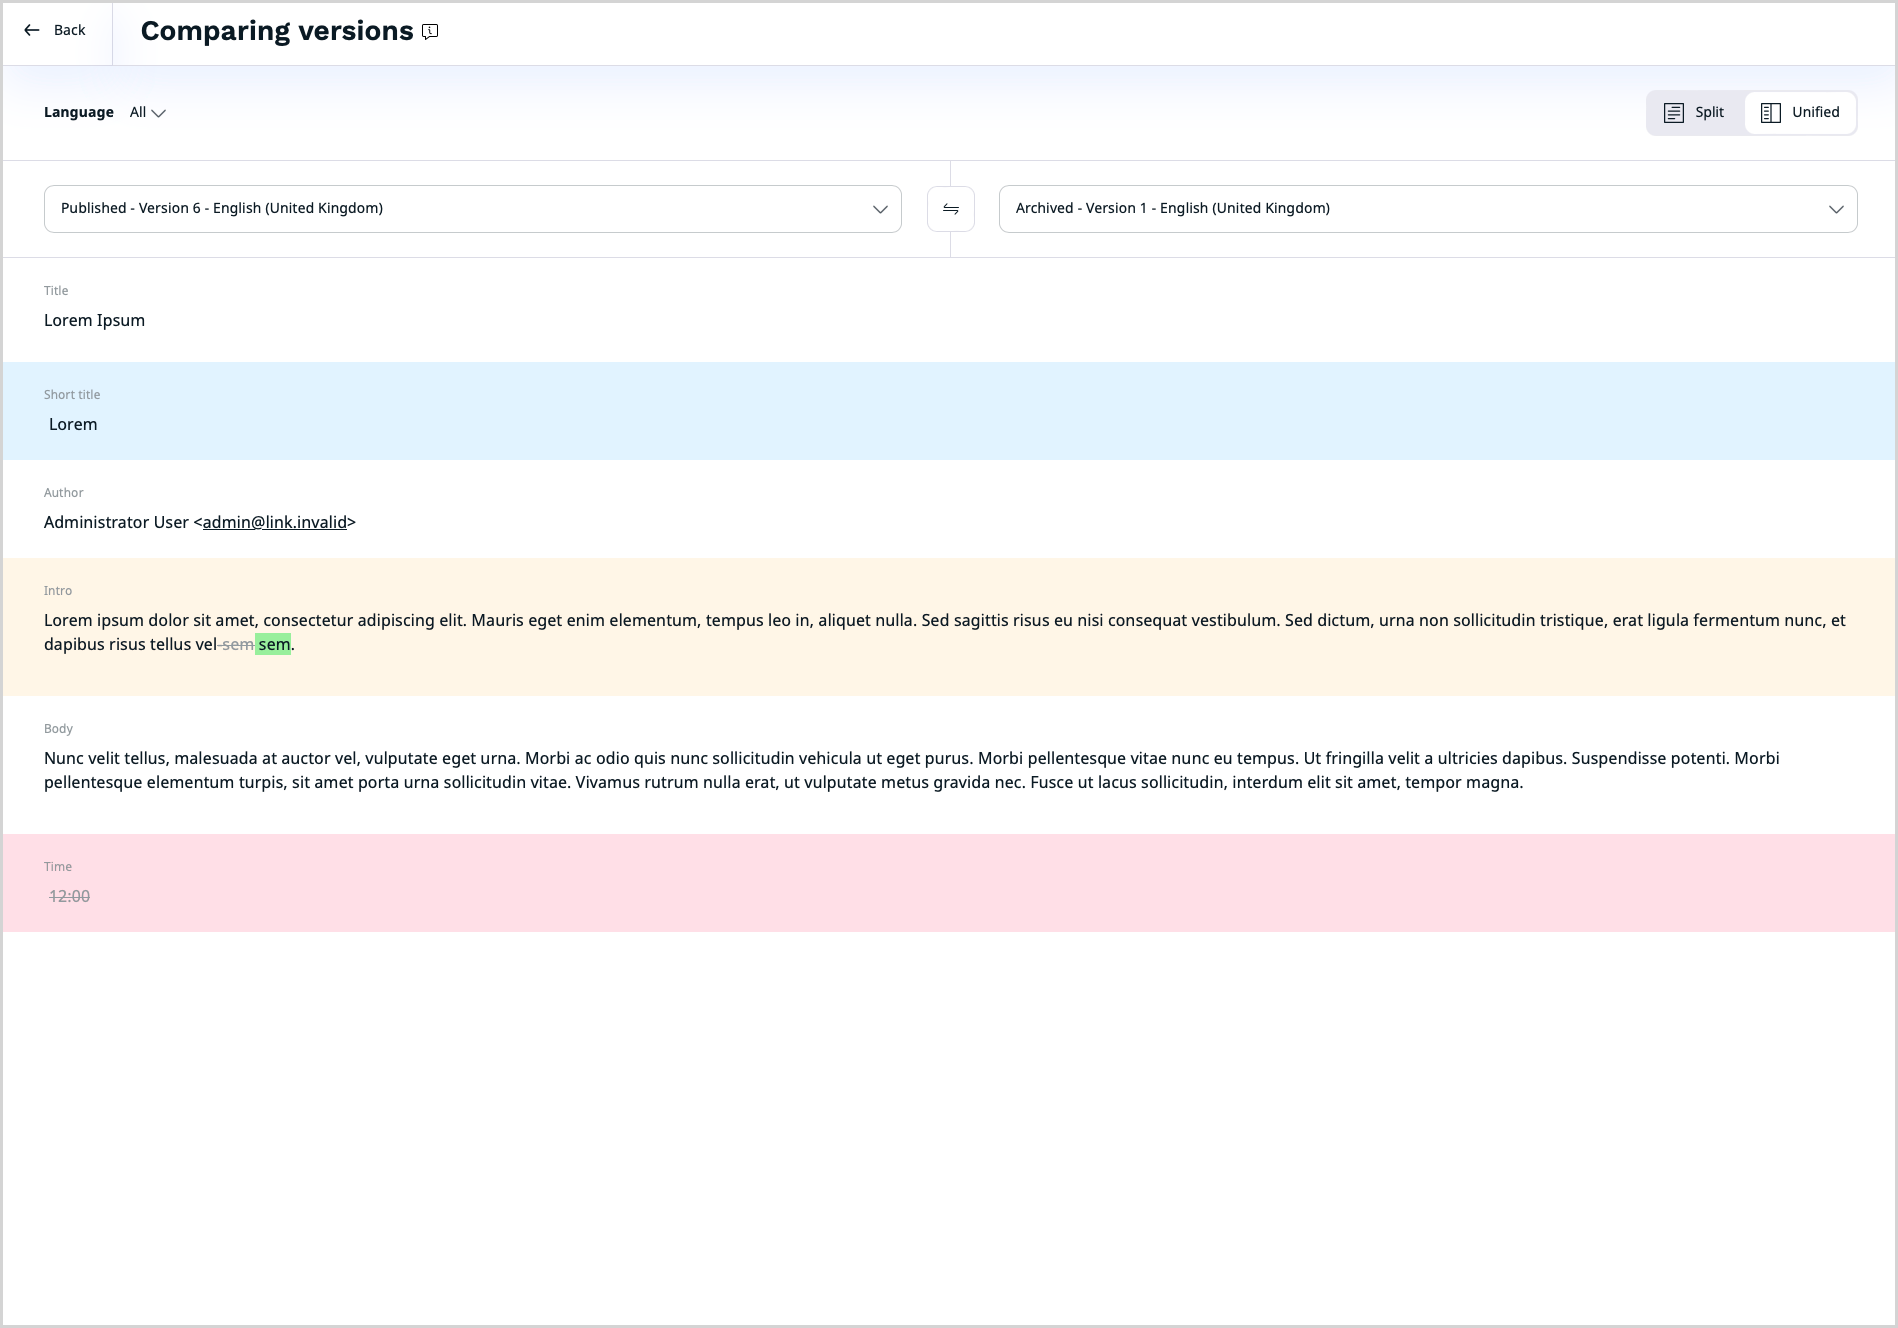 Back
Comparing versions
Language All
Split Unified
Published - Version 6 - English (United Kingdom)
Archived - Version 1 - English (United Kingdom)
Title
Lorem Ipsum
Short title
Lorem
Author
Administrator User <admin@link.invalid>
Intro
Lorem ipsum dolor sit amet, consectetur adipiscing elit. Mauris eget enim elementum, tempus leo in, aliquet nulla. Sed sagittis risus eu nisi consequat vestibulum. Sed dictum, urna non sollicitudin tristique, erat ligula fermentum nunc, et
dapibus risus tellus vel sem sem.
Body
Nunc velit tellus, malesuada at auctor vel, vulputate eget urna. Morbi ac odio quis nunc sollicitudin vehicula ut eget purus. Morbi pellentesque vitae nunc eu tempus. Ut fringilla velit a ultricies dapibus. Suspendisse potenti. Morbi
pellentesque elementum turpis, sit amet porta urna sollicitudin vitae. Vivamus rutrum nulla erat, ut vulputate metus gravida nec. Fusce ut lacus sollicitudin, interdum elit sit amet, tempor magna.
Time
12:00